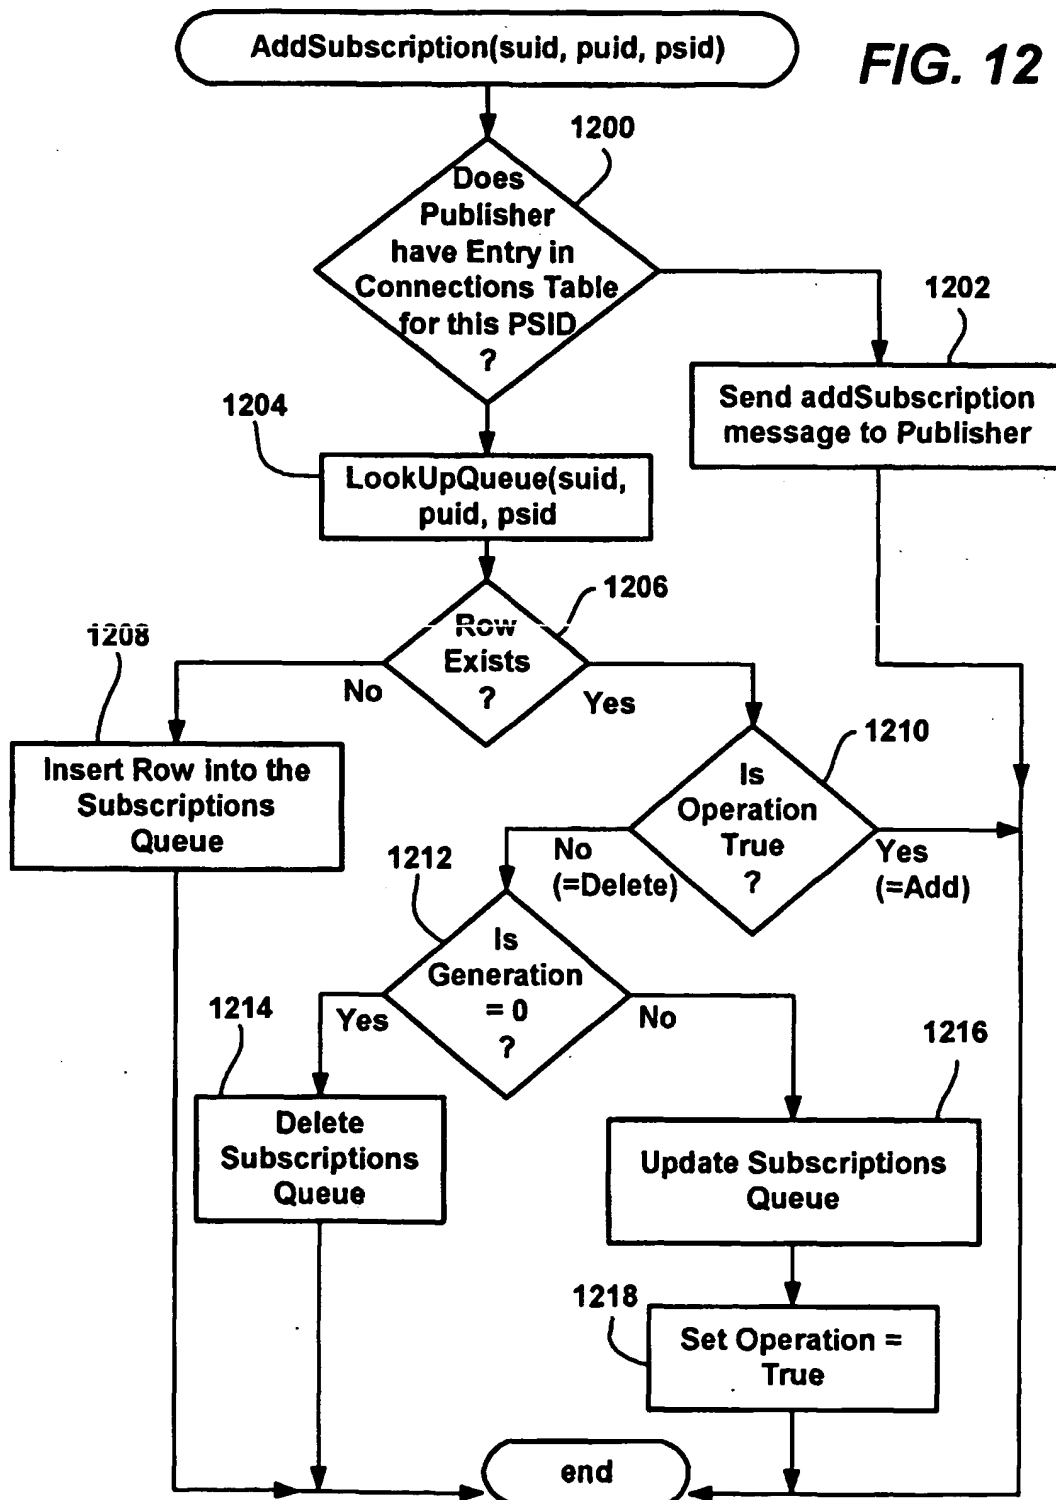 AddSubscription(suid, puid, psid)
FIG. 12
1200
Does
Publisher
have Entry in
Connections Table
for this PSID
?
1202
Send addSubscription
message to Publisher
1204
LookUpQueue(suid,
puid, psid
1206
Row
Exists
?
No
Yes
1208
Insert Row into the
Subscriptions
Queue
1210
Is
Operation
True
?
No
(=Delete)
Yes
(=Add)
1212
Is
Generation
= 0
?
Yes
No
1214
Delete
Subscriptions
Queue
1216
Update Subscriptions
Queue
1218
Set Operation =
True
end